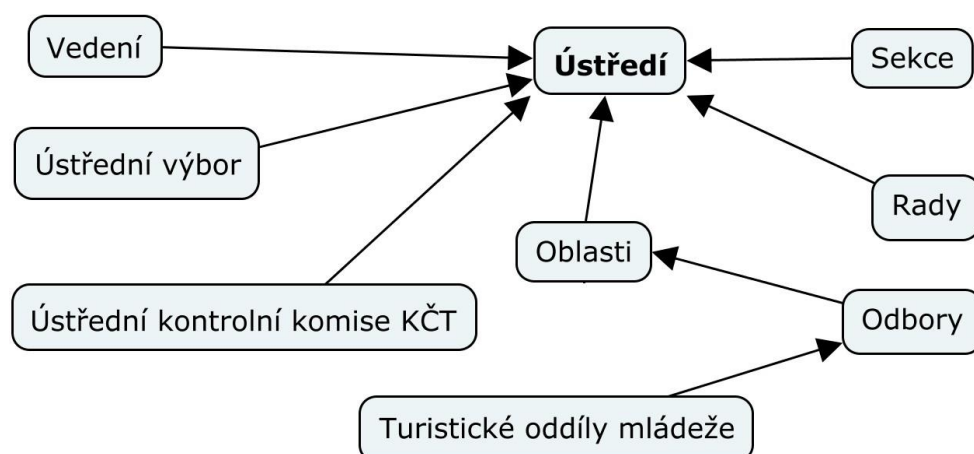 Vedení
Ústředí
Sekce
Ústřední výbor
Rady
Oblasti
Ústřední kontrolní komise KČT
Odbory
Turistické oddíly mládeže